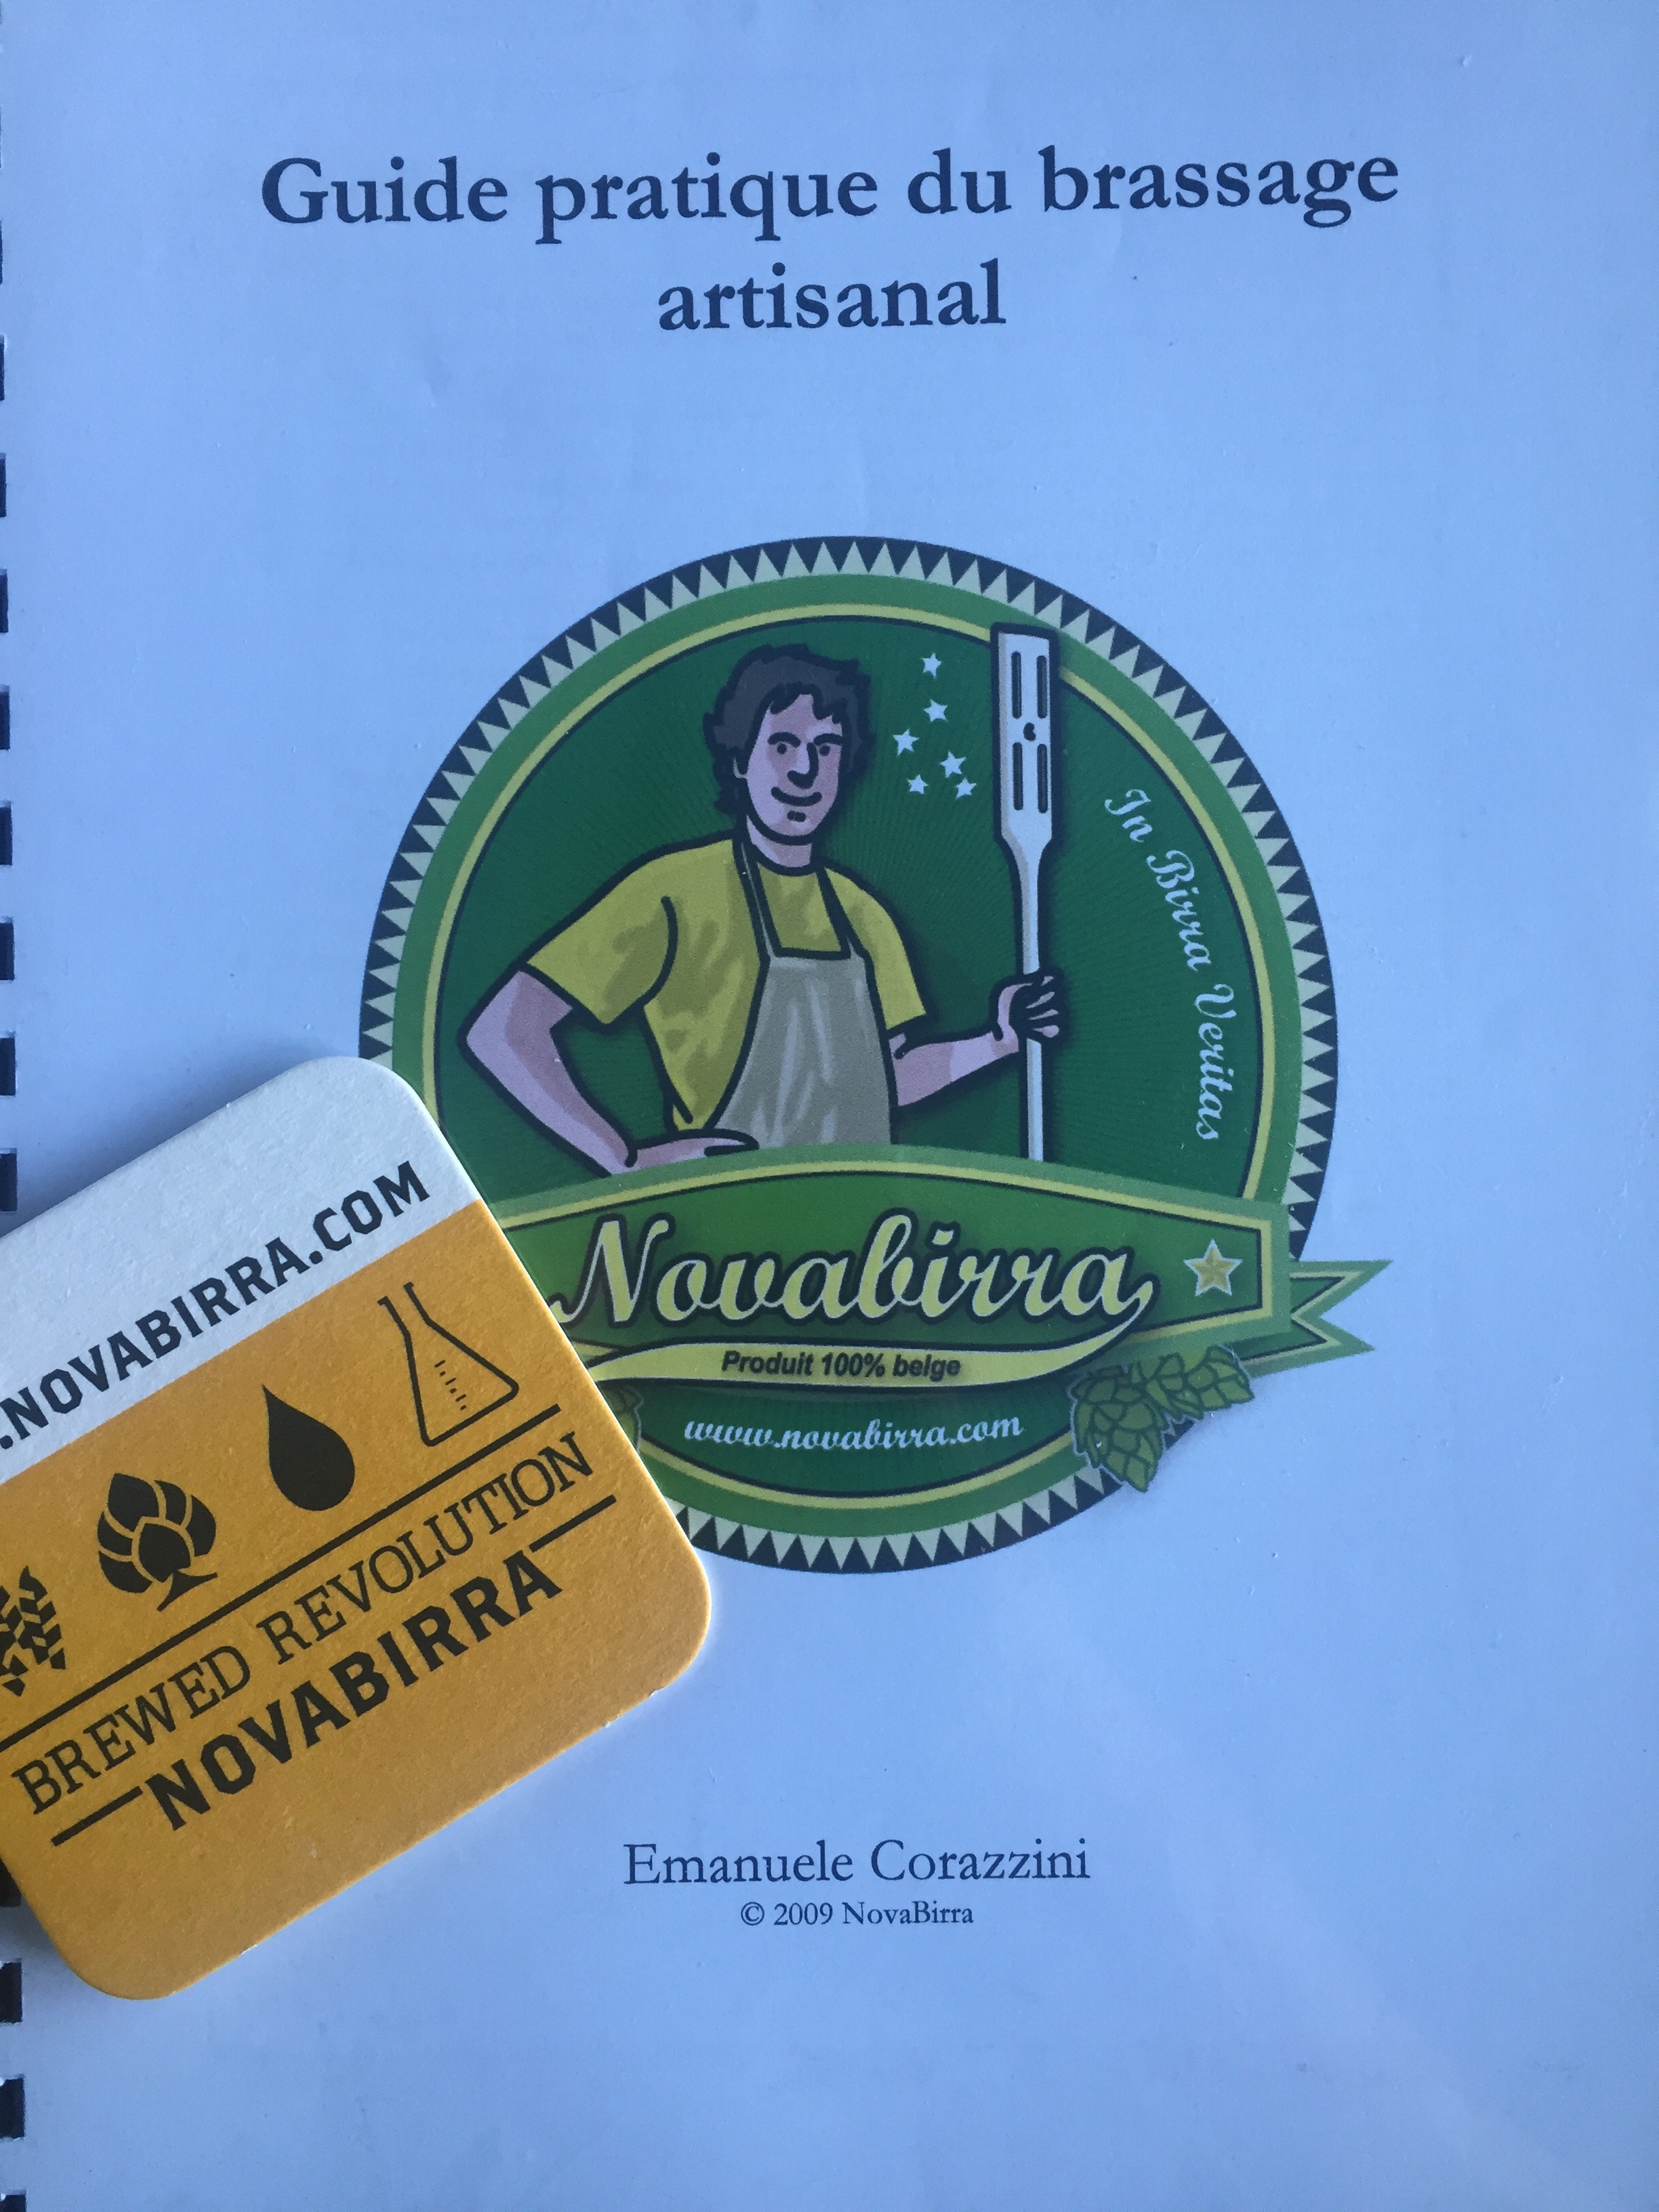 Guide pratique du brassage
artisanal
In Birra Veritas
Novabirra
Produit 100% belge
www.novabirra.com
.NOVABIRRA.COM
BREWED REVOLUTION
NOVABIRRA
Emanuele Corazzini
© 2009 NovaBirra